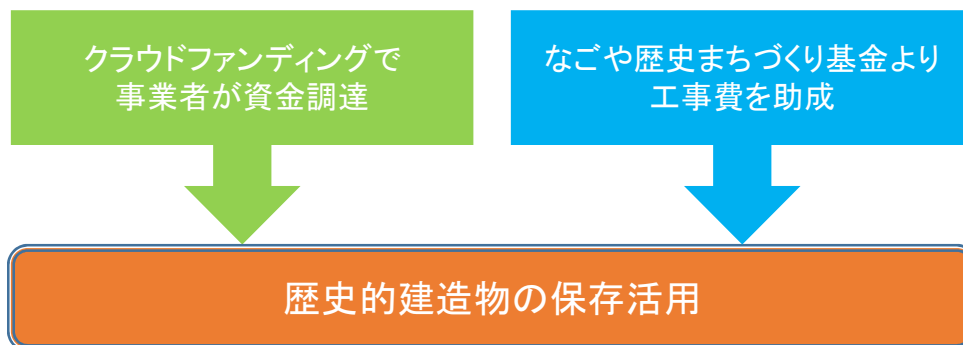 クラウドファンディングで
事業者が資金調達
なごや歴史まちづくり基金より
工事費を助成
歴史的建造物の保存活用